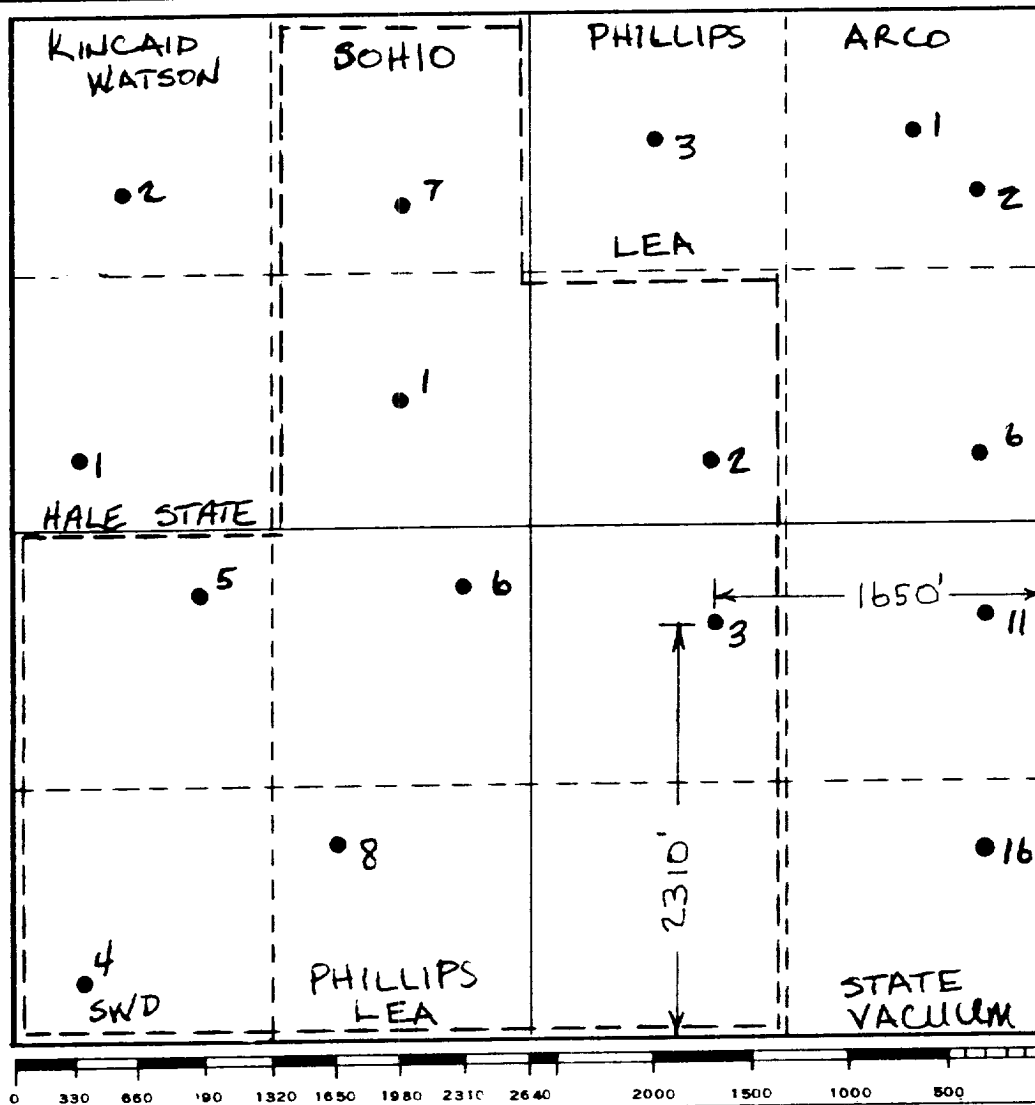 KINCAID
WATSON
SOHIO
PHILLIPS
ARCO
3
1
2
7
2
LEA
1
1
2
6
HALE STATE
5
6
3
1650'
11
2310'
8
16
4
SWD
PHILLIPS
LEA
STATE
VACUUM
0 330 660 990 1320 1650 1980 2310 2640 2000 1500 1000 500